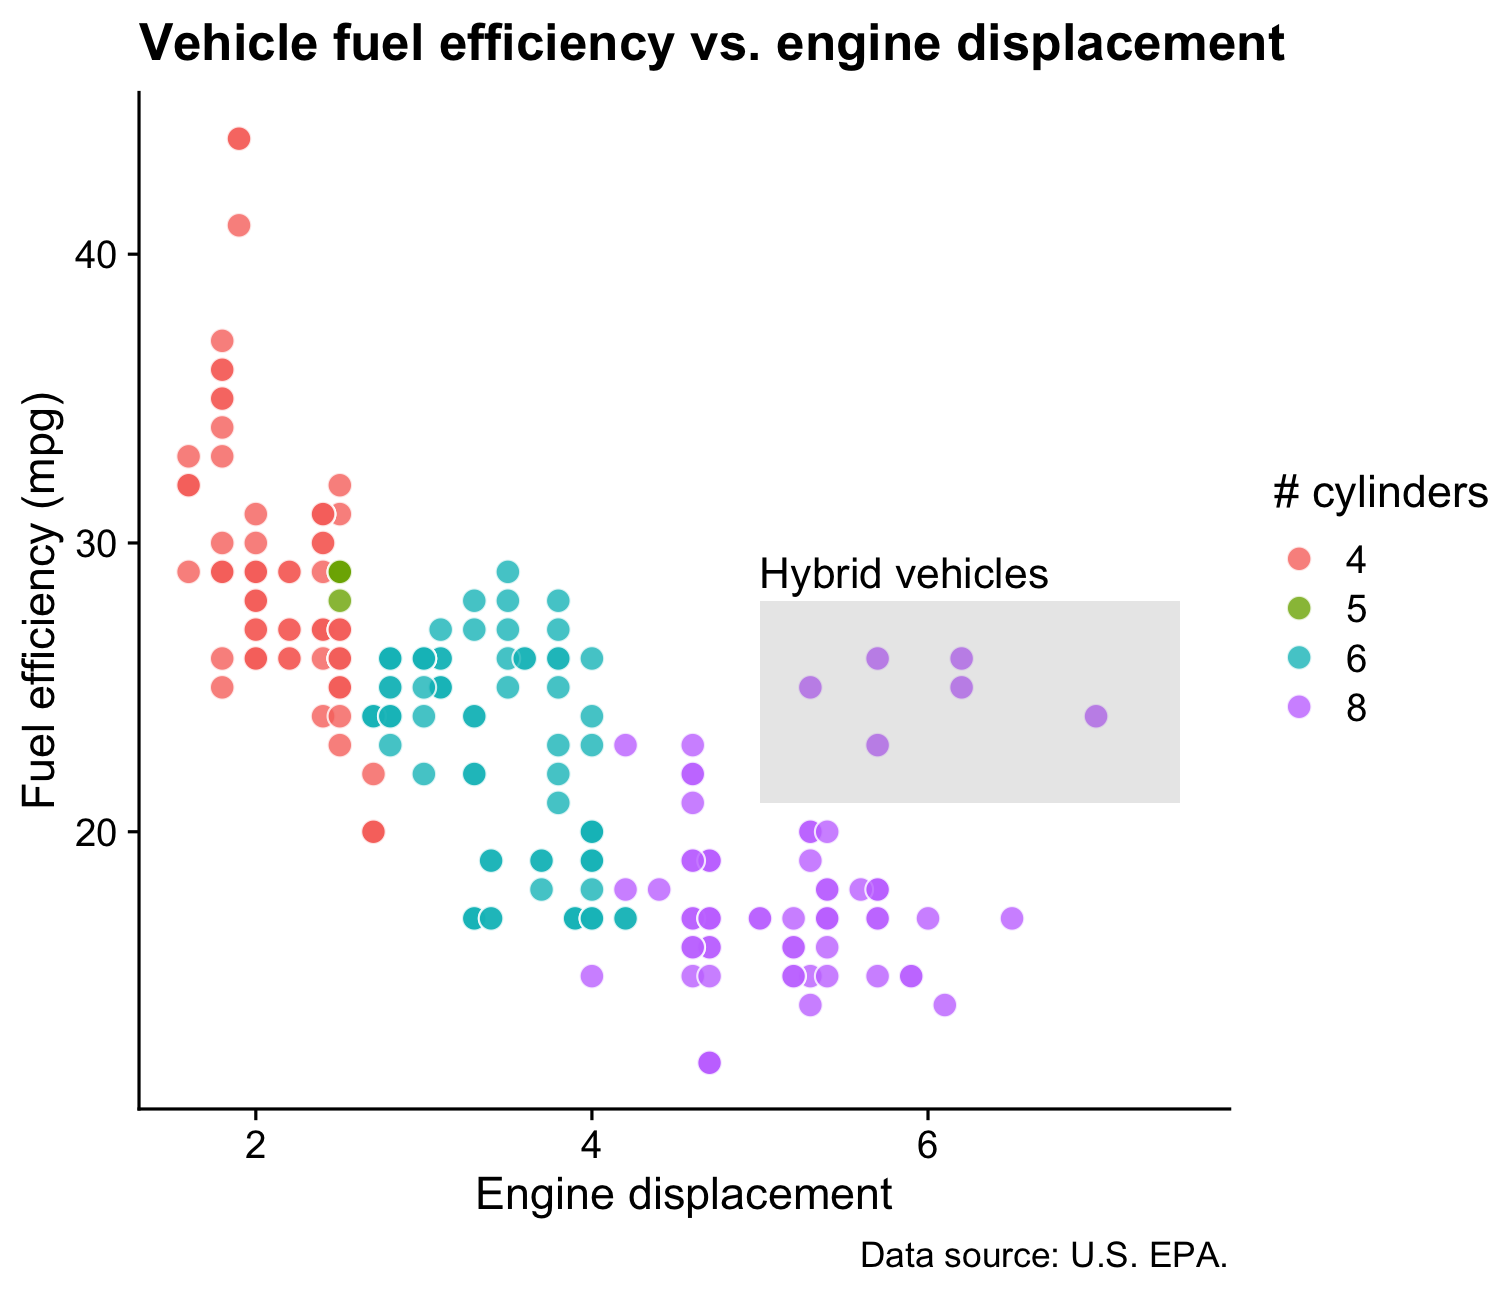 Vehicle fuel efficiency vs. engine displacement
Fuel efficiency (mpg)
40
30
20
Hybrid vehicles
# cylinders
4
5
6
8
2
4
6
Engine displacement
Data source: U.S. EPA.